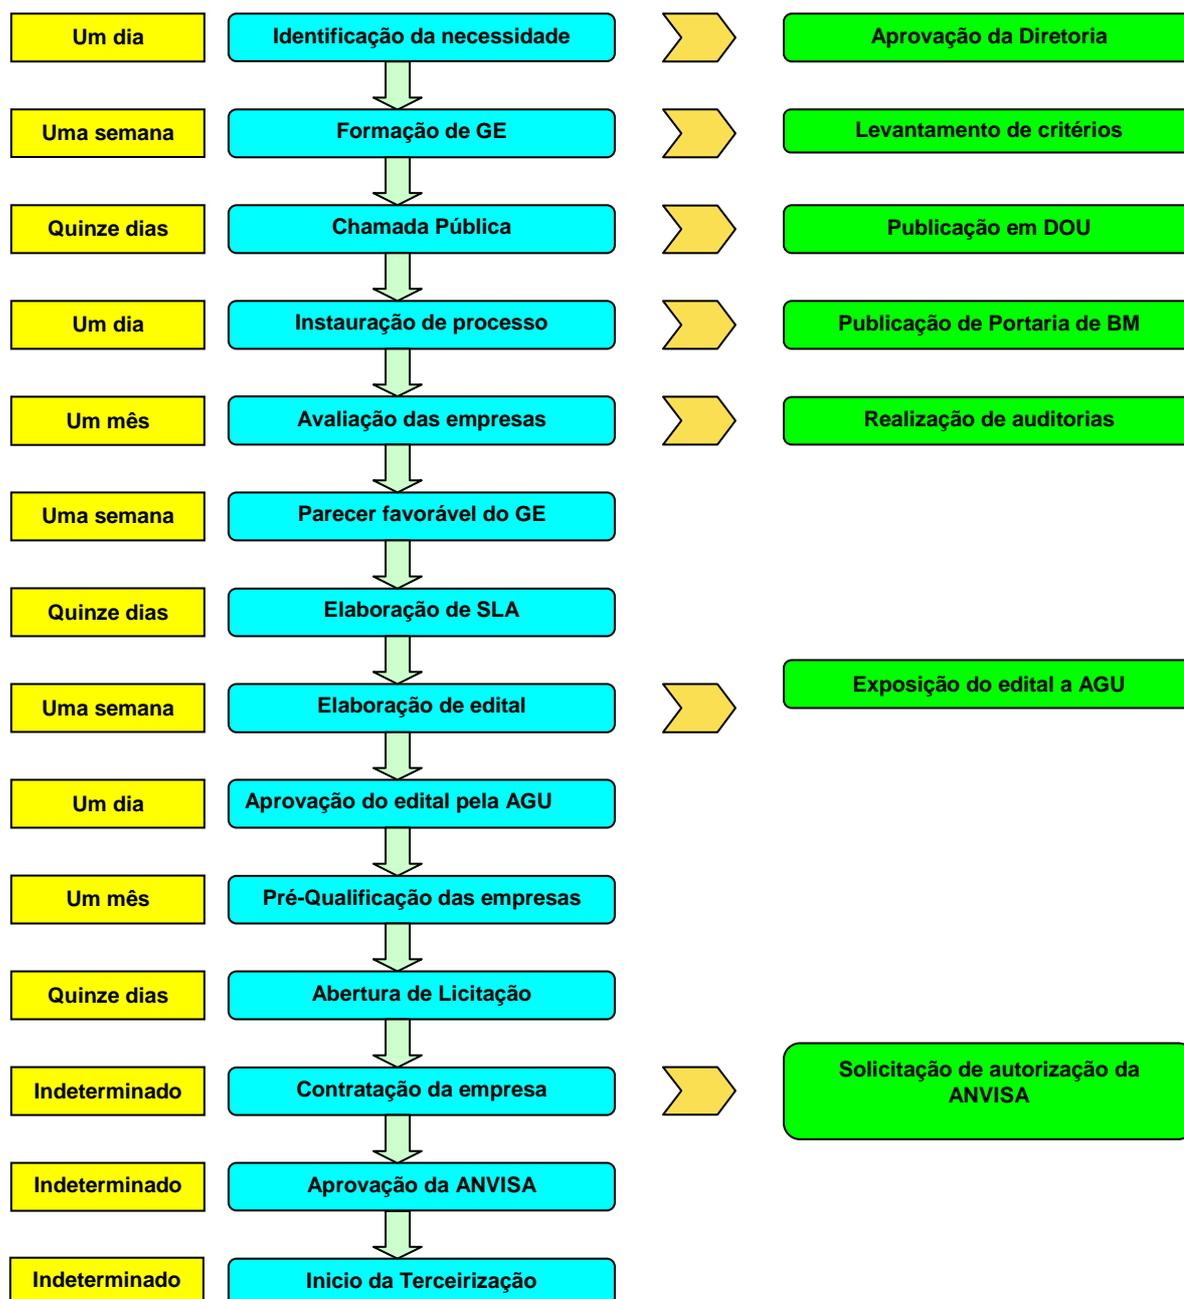 Um dia
Identificação da necessidade
Aprovação da Diretoria
Uma semana
Formação de GE
Levantamento de critérios
Quinze dias
Chamada Pública
Publicação em DOU
Um dia
Instauração de processo
Publicação de Portaria de BM
Um mês
Avaliação das empresas
Realização de auditorias
Uma semana
Parecer favorável do GE
Quinze dias
Elaboração de SLA
Uma semana
Elaboração de edital
Exposição do edital a AGU
Um dia
Aprovação do edital pela AGU
Um mês
Pré-Qualificação das empresas
Quinze dias
Abertura de Licitação
Indeterminado
Contratação da empresa
Solicitação de autorização da
ANVISA
Indeterminado
Aprovação da ANVISA
Indeterminado
Inicio da Terceirização